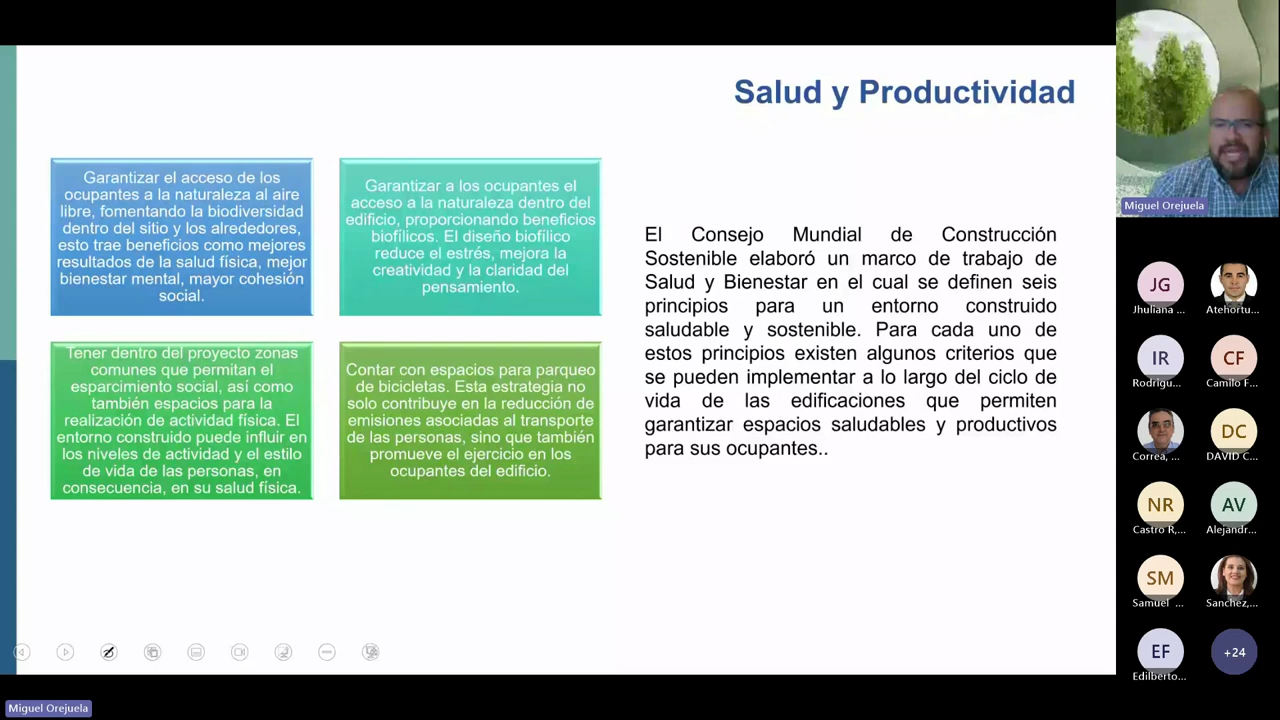 Salud y Productividad
Garantizar el acceso de los
ocupantes a la naturaleza al aire
libre, fomentando la biodiversidad
dentro del sitio y los alrededores,
esto trae beneficios como mejores
resultados de la salud física, mejor
bienestar mental, mayor cohesión
social.
Garantizar a los ocupantes el
acceso a la naturaleza dentro del
edificio, proporcionando beneficios
biofílicos. El diseño biofílico
reduce el estrés, mejora la
creatividad y la claridad del
pensamiento.
Tener dentro del proyecto zonas
comunes que permitan el
esparcimiento social, así como
también espacios para la
realización de actividad física. El
entorno construido puede influir en
los niveles de actividad y el estilo
de vida de las personas, en
consecuencia, en su salud física.
Contar con espacios para parqueo
de bicicletas. Esta estrategia no
solo contribuye en la reducción de
emisiones asociadas al transporte
de las personas, sino que también
promueve el ejercicio en los
ocupantes del edificio.
El Consejo Mundial de Construcción
Sostenible elaboró un marco de trabajo de
Salud y Bienestar en el cual se definen seis
principios para un entorno construido
saludable y sostenible. Para cada uno de
estos principios existen algunos criterios que
se pueden implementar a lo largo del ciclo de
vida de las edificaciones que permiten
garantizar espacios saludables y productivos
para sus ocupantes..
Miguel Orejuela
JG
Jhuliana ...
Atehortu...
IR
Rodrigu...
CF
Camilo F...
Correa, ...
DC
DAVID C...
NR
Castro R,...
AV
Alejandr...
SM
Samuel ...
Sanchez,...
EF
Edilberto...
+24
Miguel Orejuela